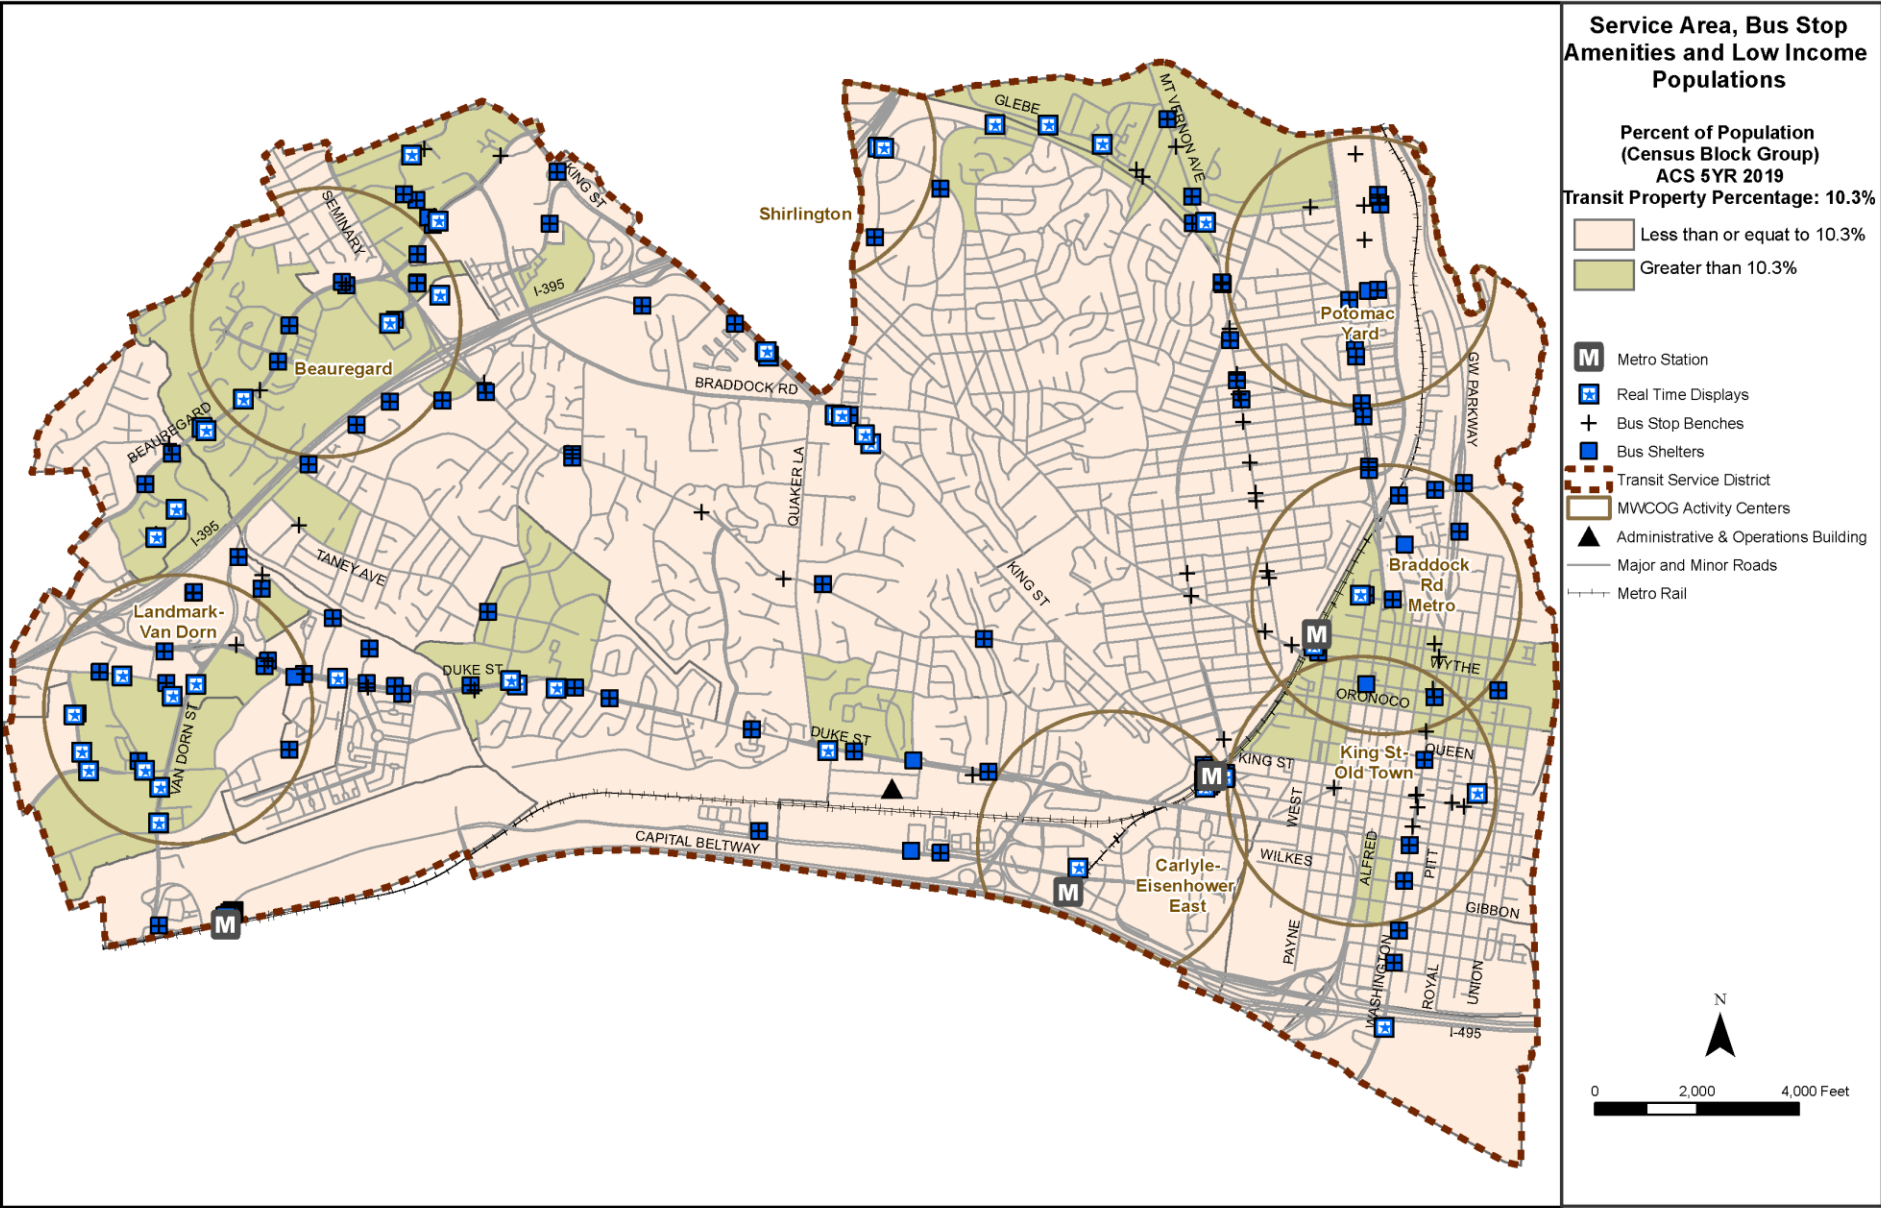 Service Area, Bus Stop
Amenities and Low Income
Populations
Percent of Population
(Census Block Group)
ACS 5YR 2019
Transit Property Percentage: 10.3%
Less than or equat to 10.3%
Greater than 10.3%
M
Metro Station
Real Time Displays
Bus Stop Benches
Bus Shelters
Transit Service District
MWCOG Activity Centers
Administrative & Operations Building
Major and Minor Roads
Metro Rail
N
0
2,000
4,000 Feet
GLEBE
MT VERNON AVE
KING ST
SEMINARY
Shirlington
I-395
Potomac
Yard
Beauregard
BRADDOCK RD
GW PARKWAY
BEAUREGARD
QUAKER LA
I-395
TANEY AVE
KING ST
Braddock
Rd
Metro
Landmark-
Van Dorn
M
WYTHE
DUKE ST
ORONOCO
VAN DORN ST
DUKE ST
QUEEN
KING ST
King St-
Old Town
M
WEST
CAPITAL BELTWAY
WILKES
ALFRED
PITT
Carlyle-
Eisenhower
East
M
M
GIBBON
PAYNE
WASHINGTON
ROYAL
UNION
I-495